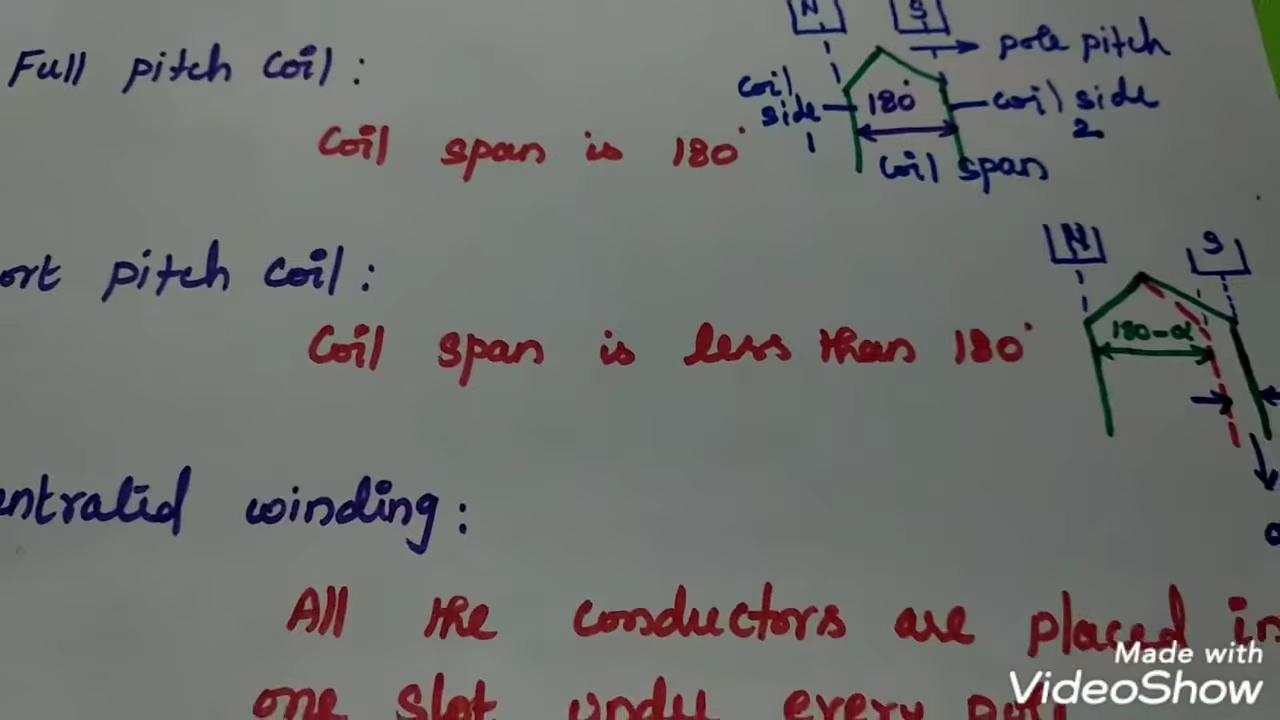 N S
pole pitch
Full pitch coil:
coil side 1
180°
coil side 2
Coil span is 180°
coil span
N S
ort pitch coil:
180-α
Coil span is less than 180°
entralid winding:
All the conductors are placed in
one slot under every pole
Made with
VideoShow